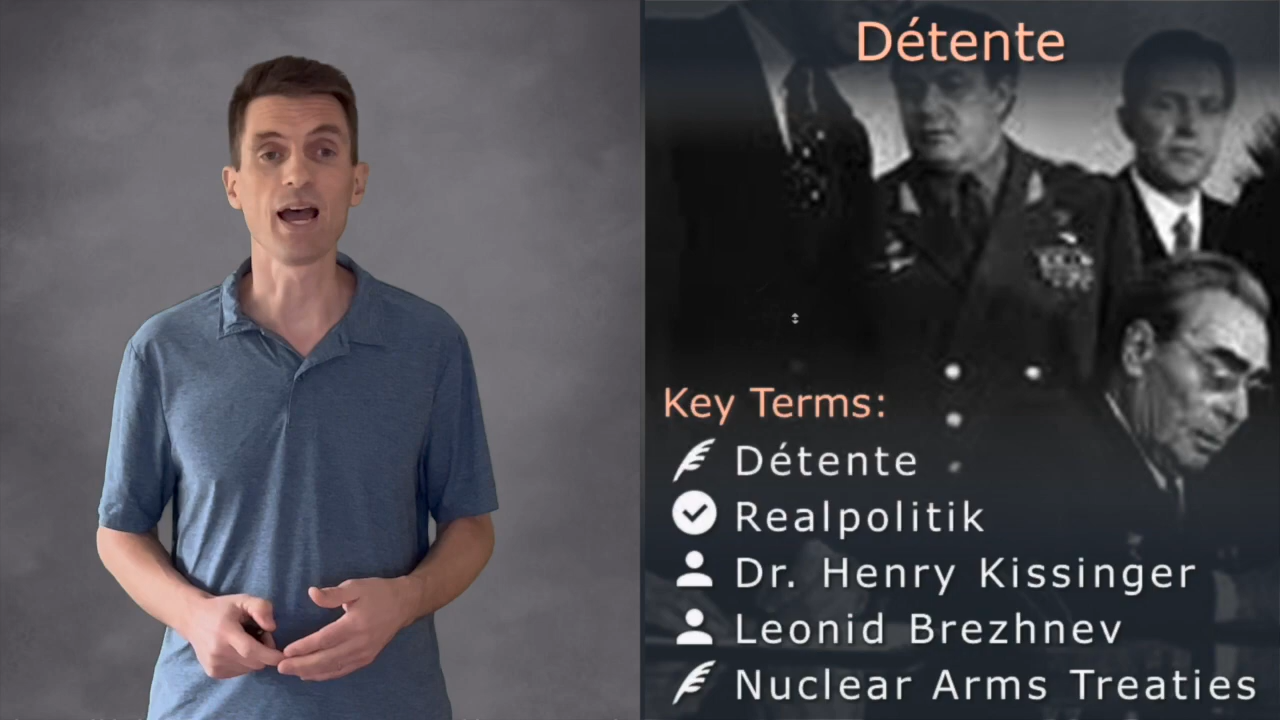 Détente
Key Terms:
Détente
Realpolitik
Dr. Henry Kissinger
Leonid Brezhnev
Nuclear Arms Treaties